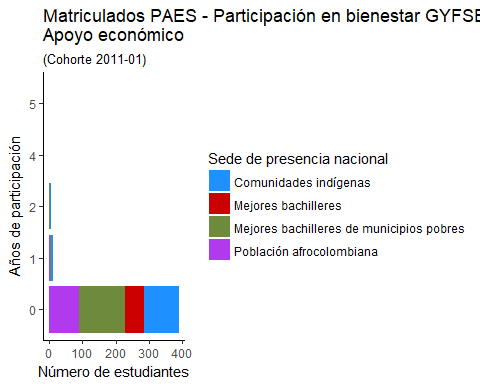 Matriculados PAES - Participación en bienestar GYFSE
Apoyo económico
(Cohorte 2011-01)
5
4
2
1
0
Años de participación
0 100 200 300 400
Número de estudiantes
Sede de presencia nacional
Comunidades indígenas
Mejores bachilleres
Mejores bachilleres de municipios pobres
Población afrocolombiana